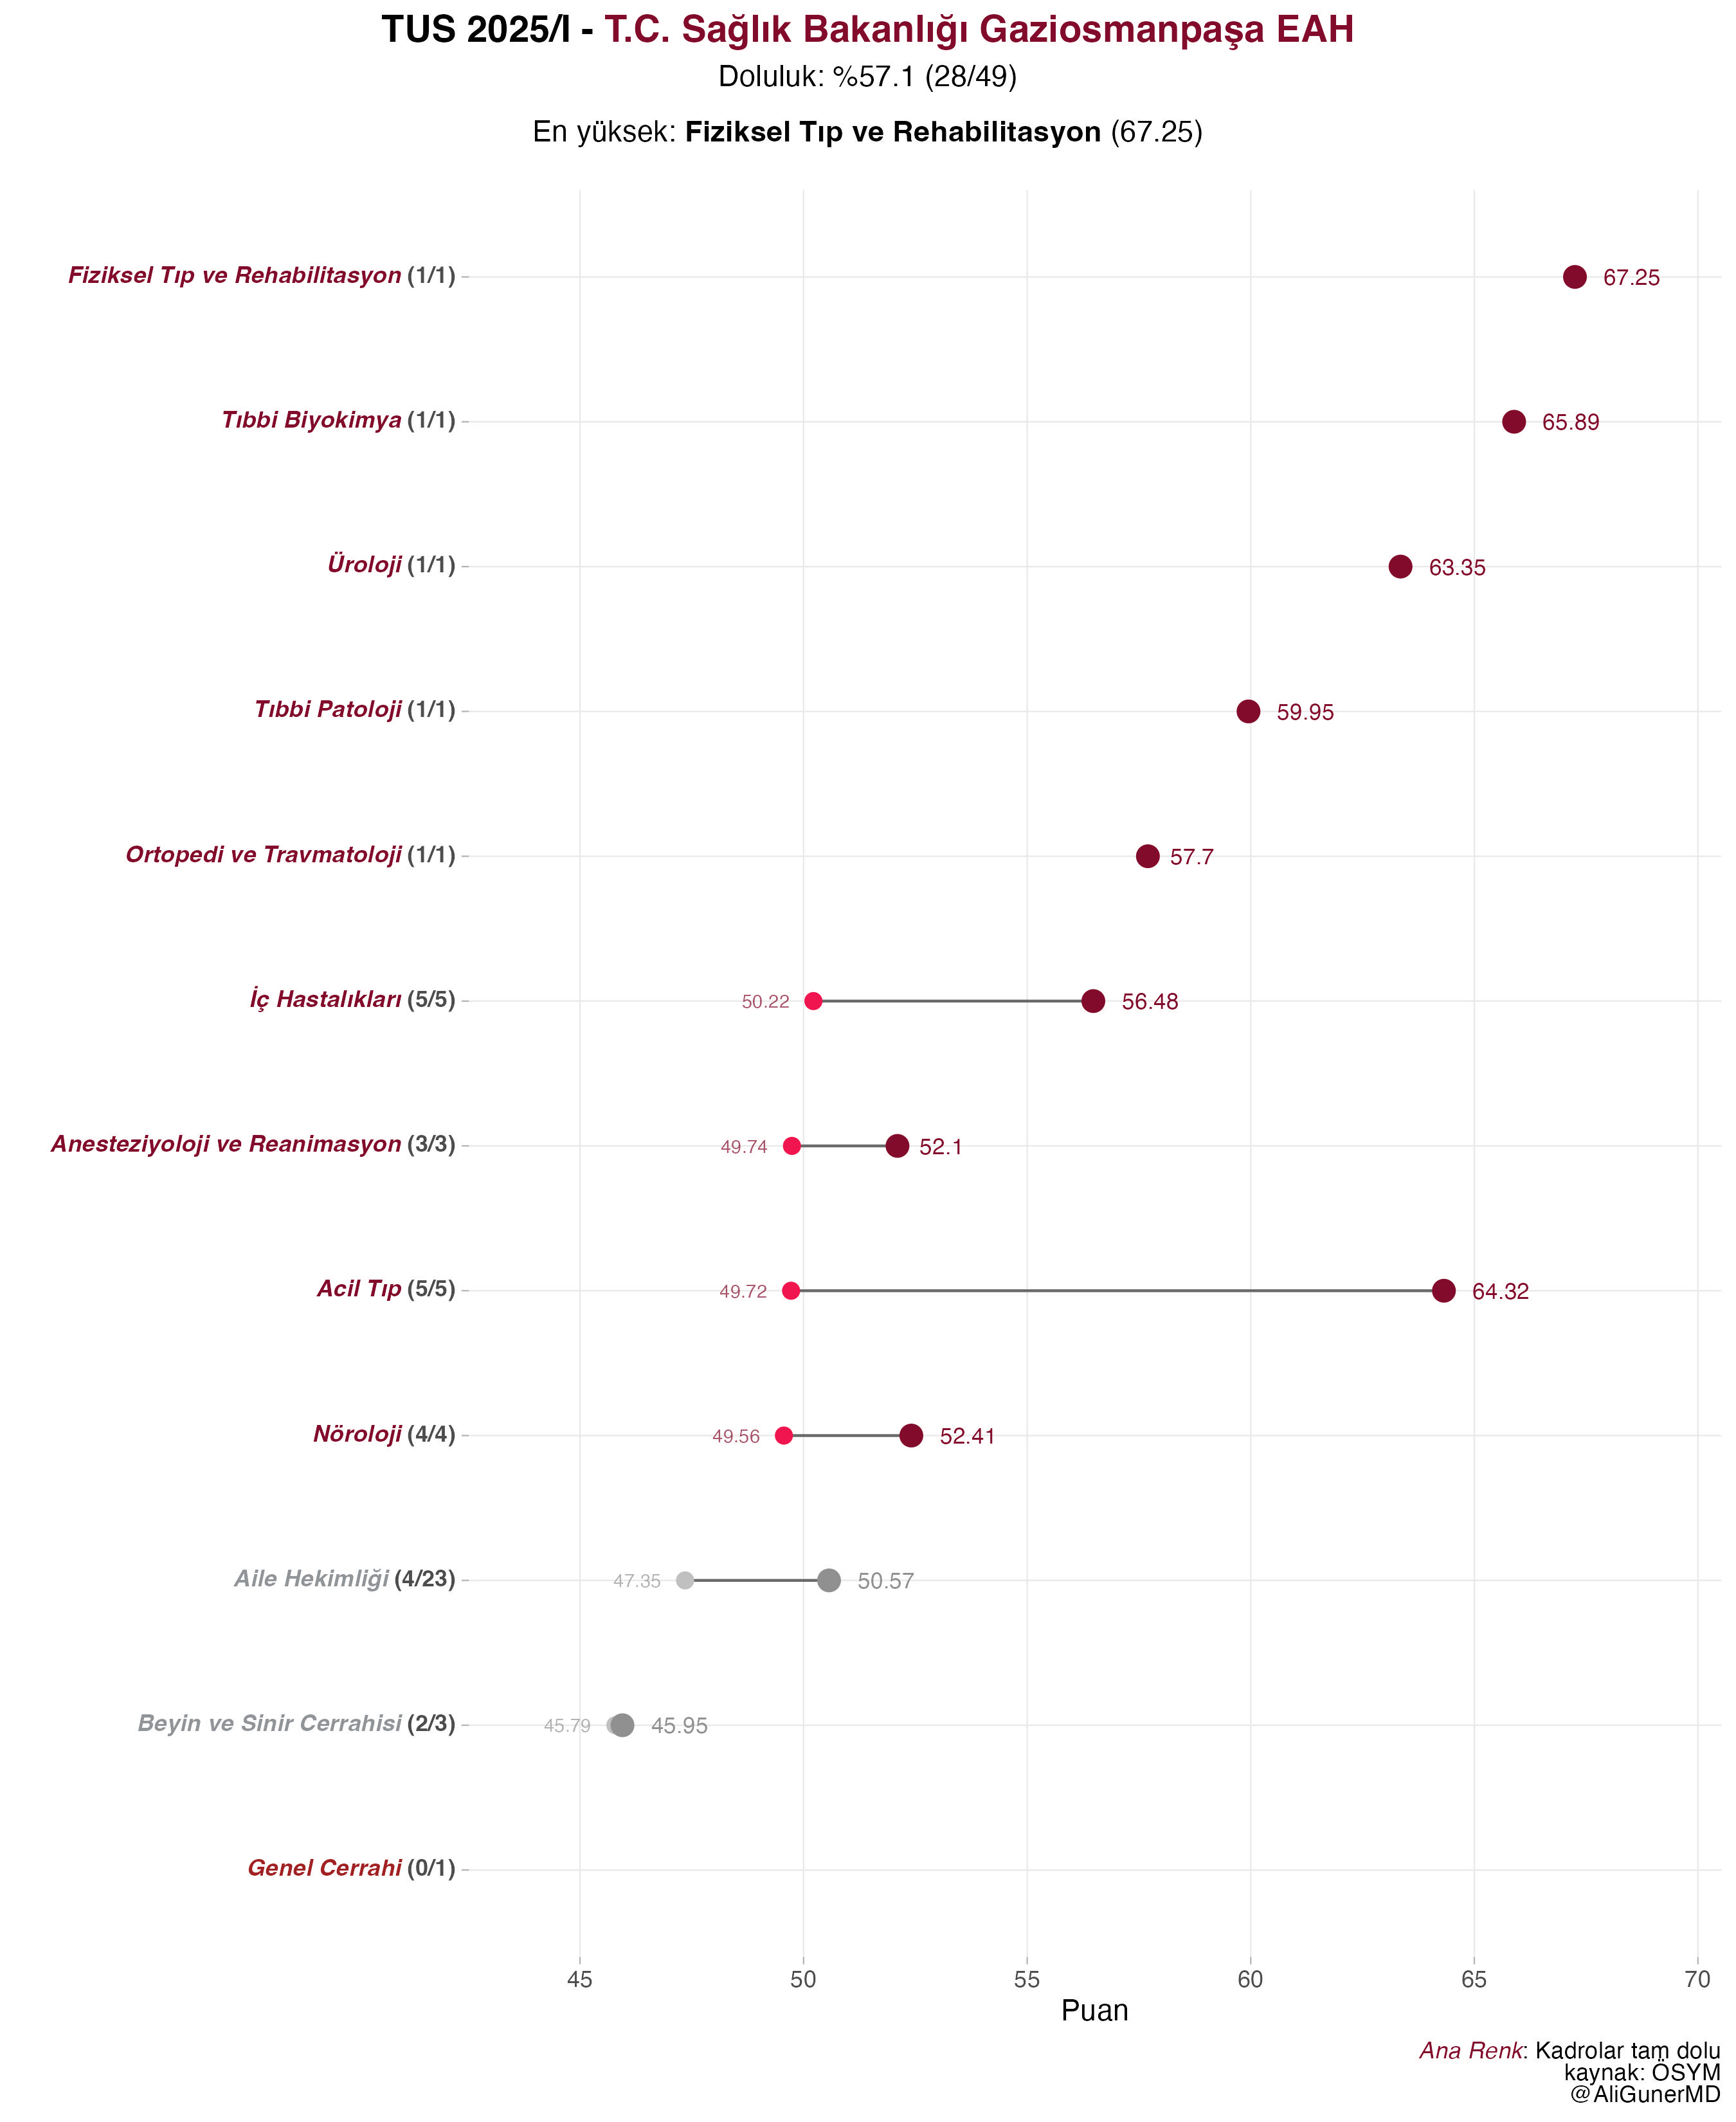 TUS 2025/I - T.C. Sağlık Bakanlığı Gaziosmanpaşa EAH
Doluluk: %57.1 (28/49)
En yüksek: Fiziksel Tıp ve Rehabilitasyon (67.25)
Fiziksel Tıp ve Rehabilitasyon (1/1) 67.25
Tıbbi Biyokimya (1/1) 65.89
Üroloji (1/1) 63.35
Tıbbi Patoloji (1/1) 59.95
Ortopedi ve Travmatoloji (1/1) 57.7
İç Hastalıkları (5/5) 50.22 56.48
Anesteziyoloji ve Reanimasyon (3/3) 49.74 52.1
Acil Tıp (5/5) 49.72 64.32
Nöroloji (4/4) 49.56 52.41
Aile Hekimliği (4/23) 47.35 50.57
Beyin ve Sinir Cerrahisi (2/3) 45.79 45.95
Genel Cerrahi (0/1)
45 50 55 60 65 70
Puan
Ana Renk: Kadrolar tam dolu
kaynak: ÖSYM
@AliGunerMD